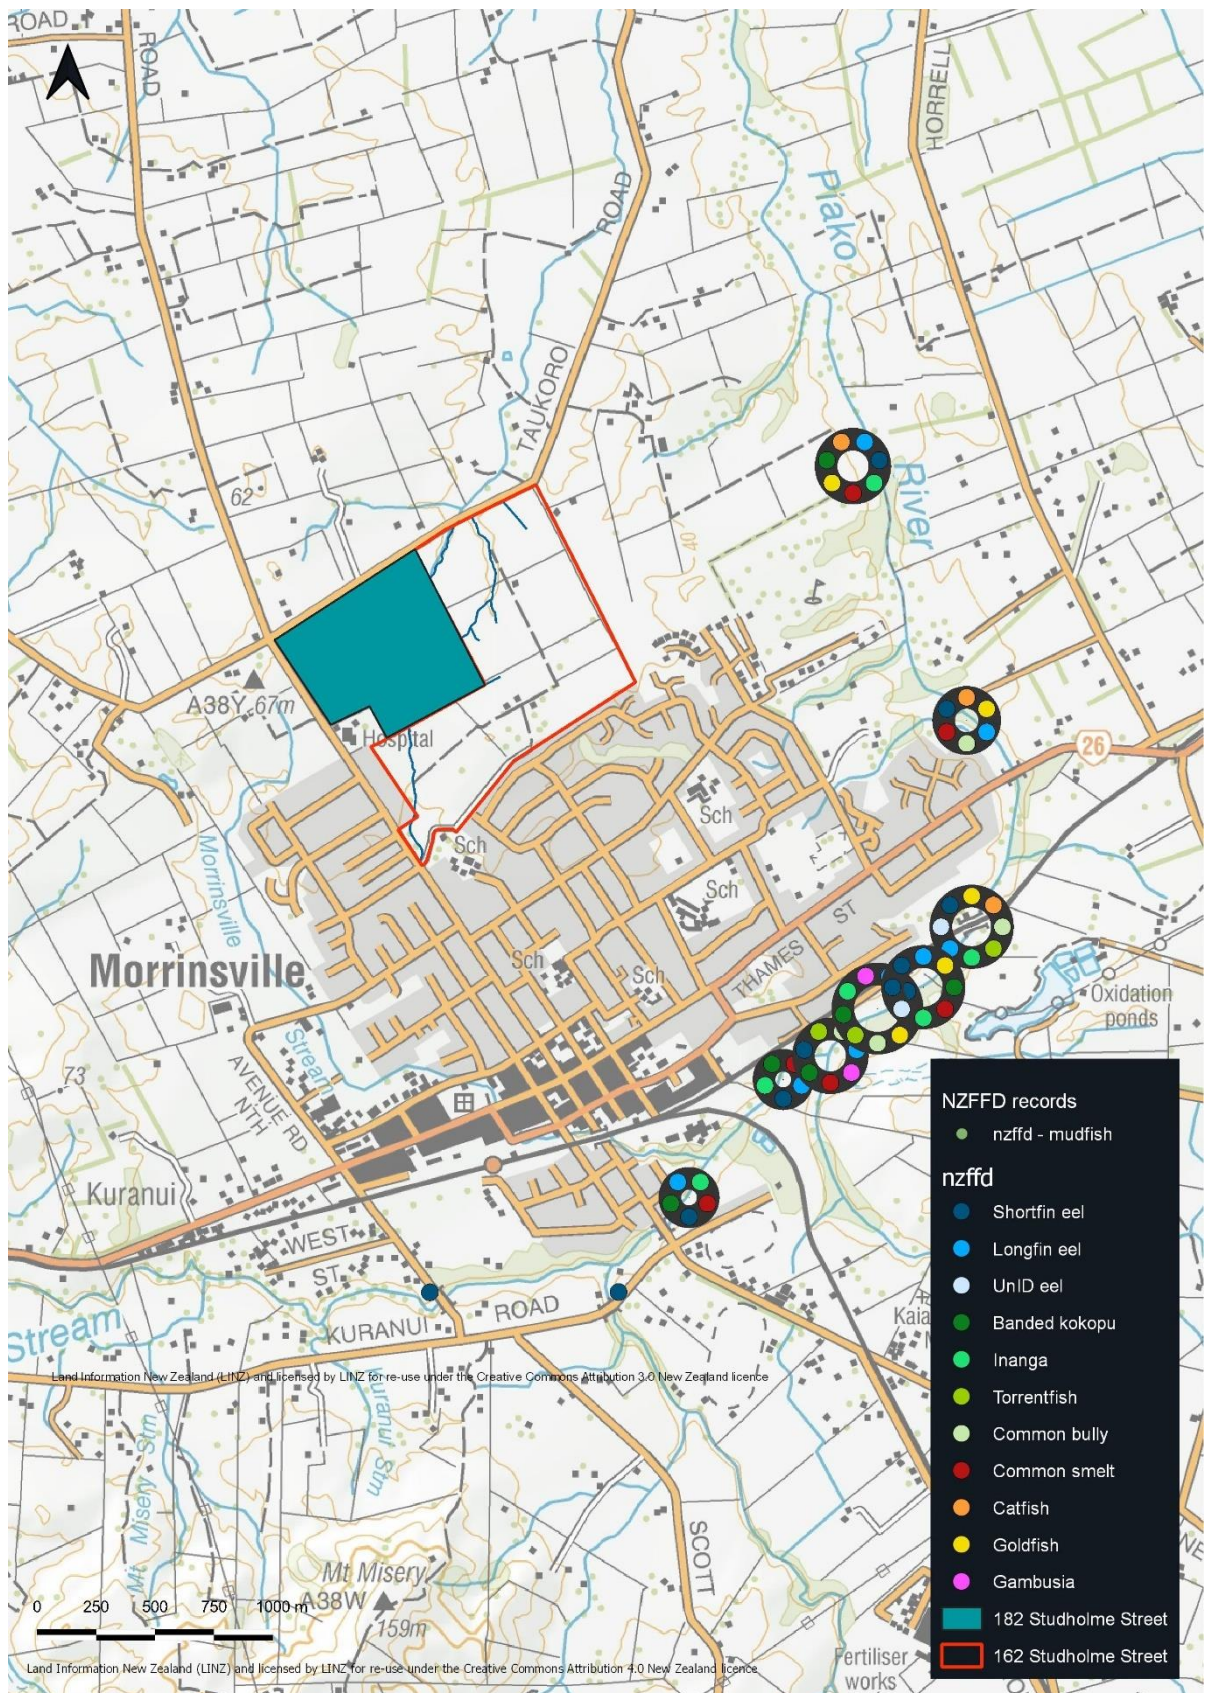 ROAD
ROAD
HORRELL
Piako
ROAD
TAUKORO
62
River
40
A38Y 67m
Hospital
26
Sch
Sch
Sch
Morrinsville
Sch
Sch
THAMES
ST
Morrinsville
Stream
Oxidation
ponds
73
AVENUE RD
NTH
Kuranui
WEST
ST
ROAD
KURANUI
Stream
Kaia
Land Information New Zealand (LINZ) and licensed by LINZ for re-use under the Creative Commons Attribution 3.0 New Zealand licence
Kuranui Stm
Mt Misery Stm
SCOTT
Mt Misery
A38W
159m
0 250 500 750 1000 m
Fertiliser
works
Land Information New Zealand (LINZ) and licensed by LINZ for re-use under the Creative Commons Attribution 4.0 New Zealand licence
NZFFD records
nzffd - mudfish
nzffd
Shortfin eel
Longfin eel
UnID eel
Banded kokopu
Inanga
Torrentfish
Common bully
Common smelt
Catfish
Goldfish
Gambusia
182 Studholme Street
162 Studholme Street